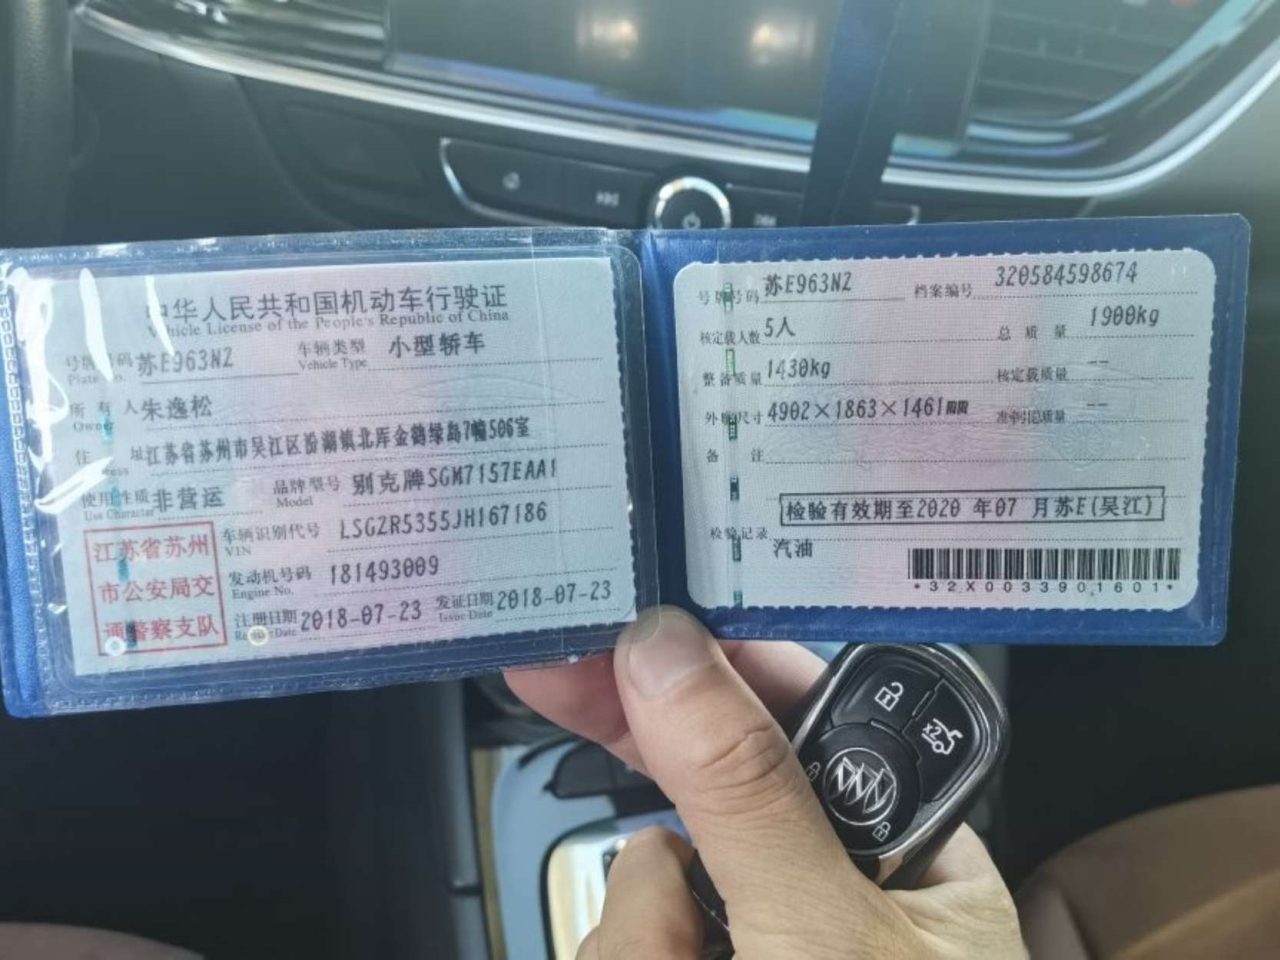 中华人民共和国机动车行驶证
Vehicle License of the People's Republic of China
号牌号码 苏E963NZ 车辆类型 小型轿车
Plate No. Vehicle Type
所有人 朱逸松
Owner
住址 江苏省苏州市吴江区汾湖镇北厍金鹤绿岛7幢506室
使用性质 非营运 品牌型号 别克牌SGM7157EAA1
Use Character Model
江苏省苏州
市公安局交
通警察支队
车辆识别代号 LSGZR5355JH167186
VIN
发动机号码 181493009
Engine No.
注册日期 2018-07-23 发证日期 2018-07-23
Register Date Issue Date
号牌号码 苏E963NZ 档案编号 320584598674
核定载人数 5人 总质量 1900kg
整备质量 1430kg 核定载质量 --
外廓尺寸 4902×1863×1461mm 准牵引总质量 --
备注
检验有效期至2020 年07 月苏E(吴江)
检验记录
汽油
*32X0033901601*
x2